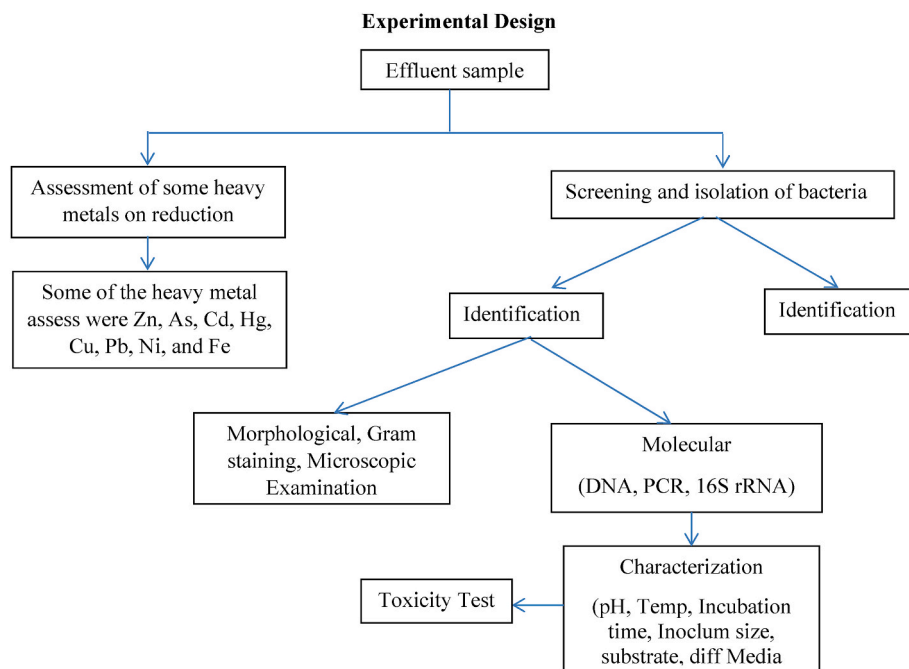 Experimental Design
Effluent sample
Assessment of some heavy
metals on reduction
Screening and isolation of bacteria
Some of the heavy metal
assess were Zn, As, Cd, Hg,
Cu, Pb, Ni, and Fe
Identification
Identification
Morphological, Gram
staining, Microscopic
Examination
Molecular
(DNA, PCR, 16S rRNA)
Characterization
(pH, Temp, Incubation
time, Inoclum size,
substrate, diff Media
Toxicity Test